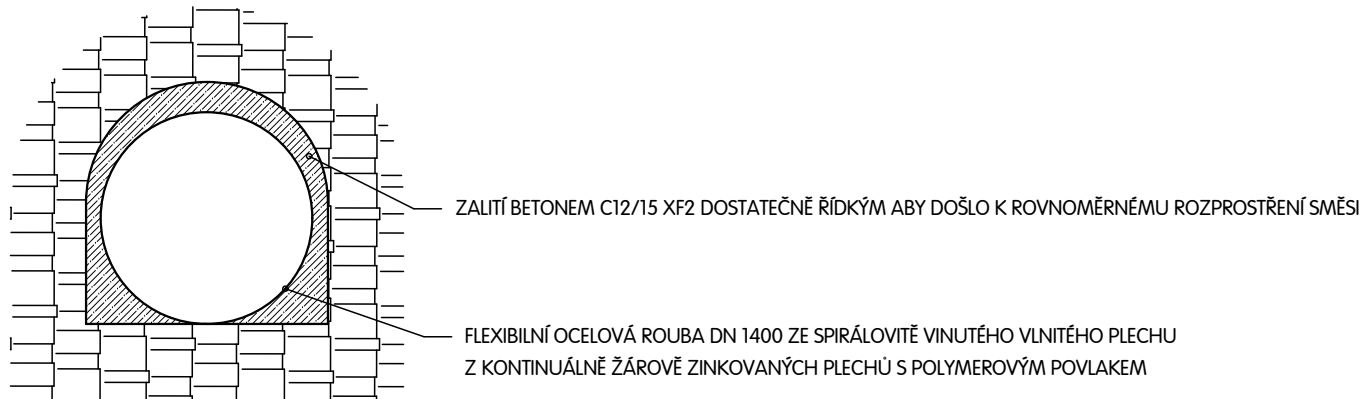 ZALITÍ BETONEM C12/15 XF2 DOSTATEČNĚ ŘÍDKÝM ABY DOŠLO K ROVNOMĚRNÉMU ROZPROSTŘENÍ SMĚSI
FLEXIBILNÍ OCELOVÁ ROUBA DN 1400 ZE SPIRÁLOVITĚ VINUTÉHO VLNITÉHO PLECHU
Z KONTINUÁLNĚ ŽÁROVĚ ZINKOVANÝCH PLECHŮ S POLYMEROVÝM POVLAKEM